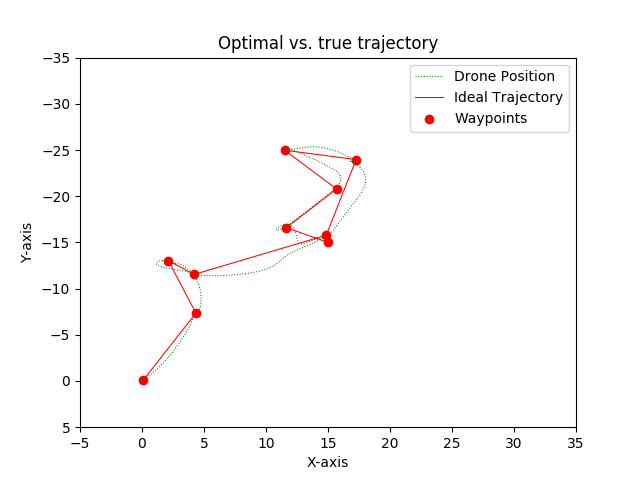 Optimal vs. true trajectory
Drone Position
Ideal Trajectory
Waypoints
Y-axis
−35
−30
−25
−20
−15
−10
−5
0
5
−5 0 5 10 15 20 25 30 35
X-axis